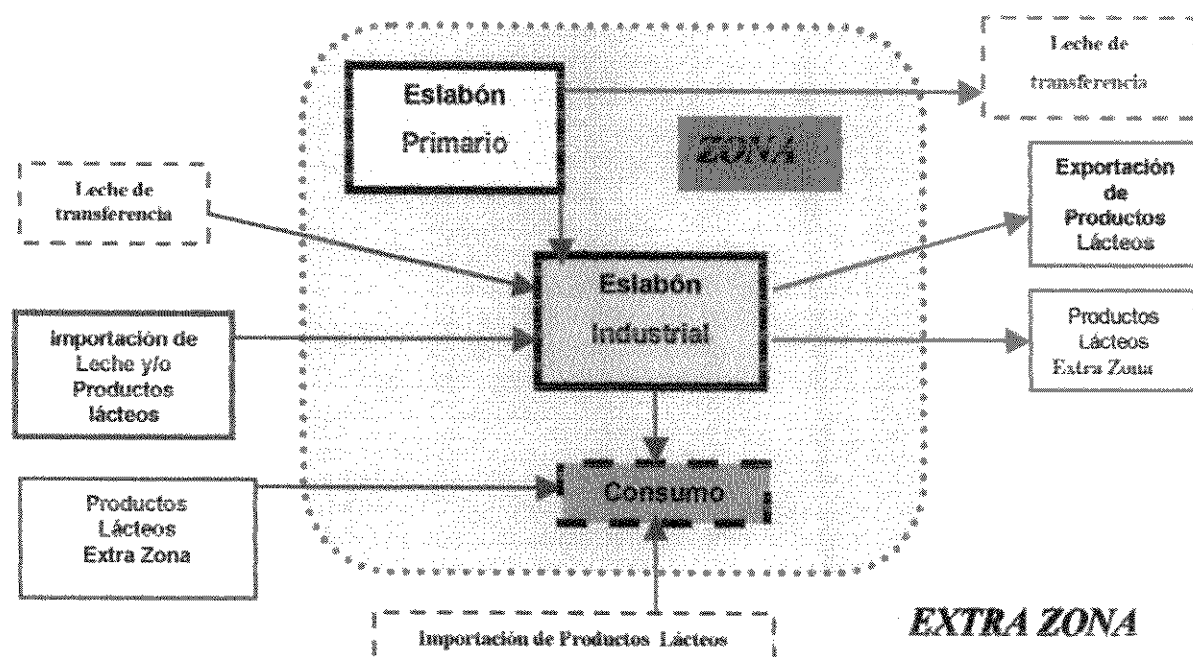 Leche de
transferencia
Eslabón
Primario
ZONA
Exportación
de
Productos
Lácteos
Leche de
transferencia
Eslabón
Industrial
Productos
Lácteos
Extra Zona
Importación de
Leche y/o
Productos
lácteos
Consumo
Productos
Lácteos
Extra Zona
Importación de Productos Lácteos
EXTRA ZONA